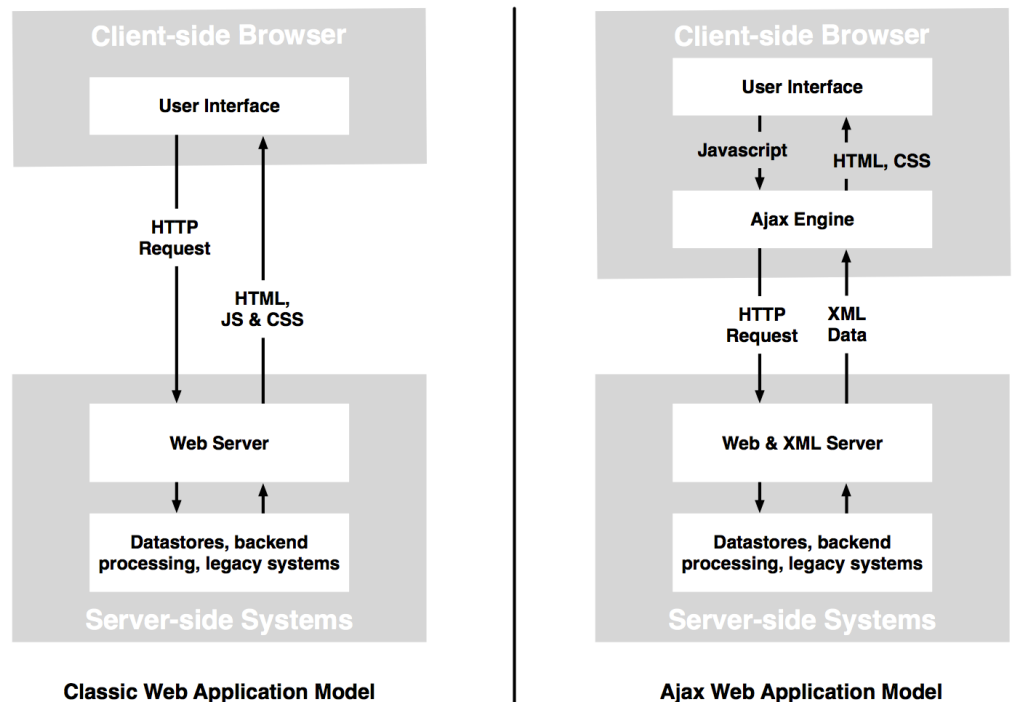 Client-side Browser
User Interface
HTTP
Request
HTML,
JS & CSS
Web Server
Datastores, backend
processing, legacy systems
Server-side Systems
Classic Web Application Model
Client-side Browser
User Interface
Javascript
HTML, CSS
Ajax Engine
HTTP
Request
XML
Data
Web & XML Server
Datastores, backend
processing, legacy systems
Server-side Systems
Ajax Web Application Model